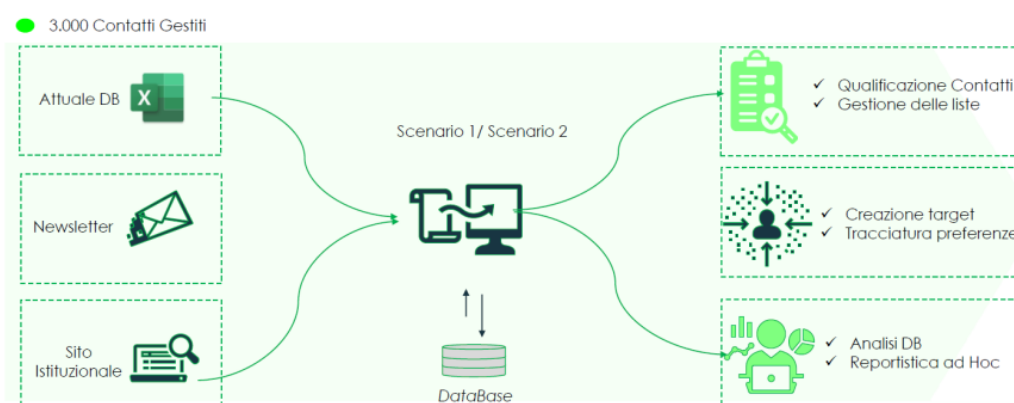 3.000 Contatti Gestiti
Attuale DB
X
Newsletter
Sito
Istituzionale
Scenario 1/ Scenario 2
DataBase
✓ Qualificazione Contatti
✓ Gestione delle liste
✓ Creazione target
✓ Tracciatura preferenze
✓ Analisi DB
✓ Reportistica ad Hoc